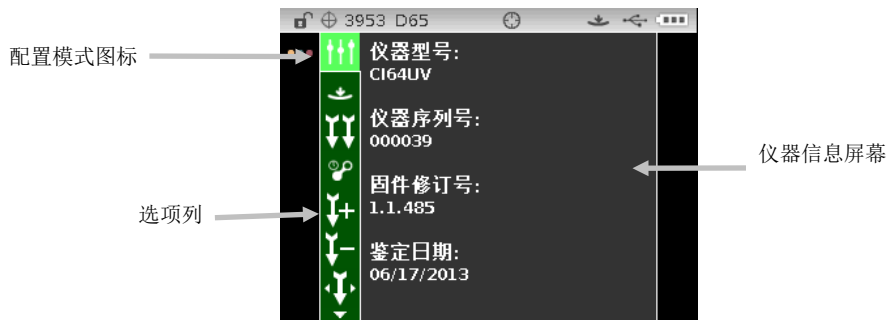 3953 D65
配置模式图标
仪器型号:
CI64UV
仪器序列号:
000039
仪器信息屏幕
固件修订号:
1.1.485
选项列
鉴定日期:
06/17/2013